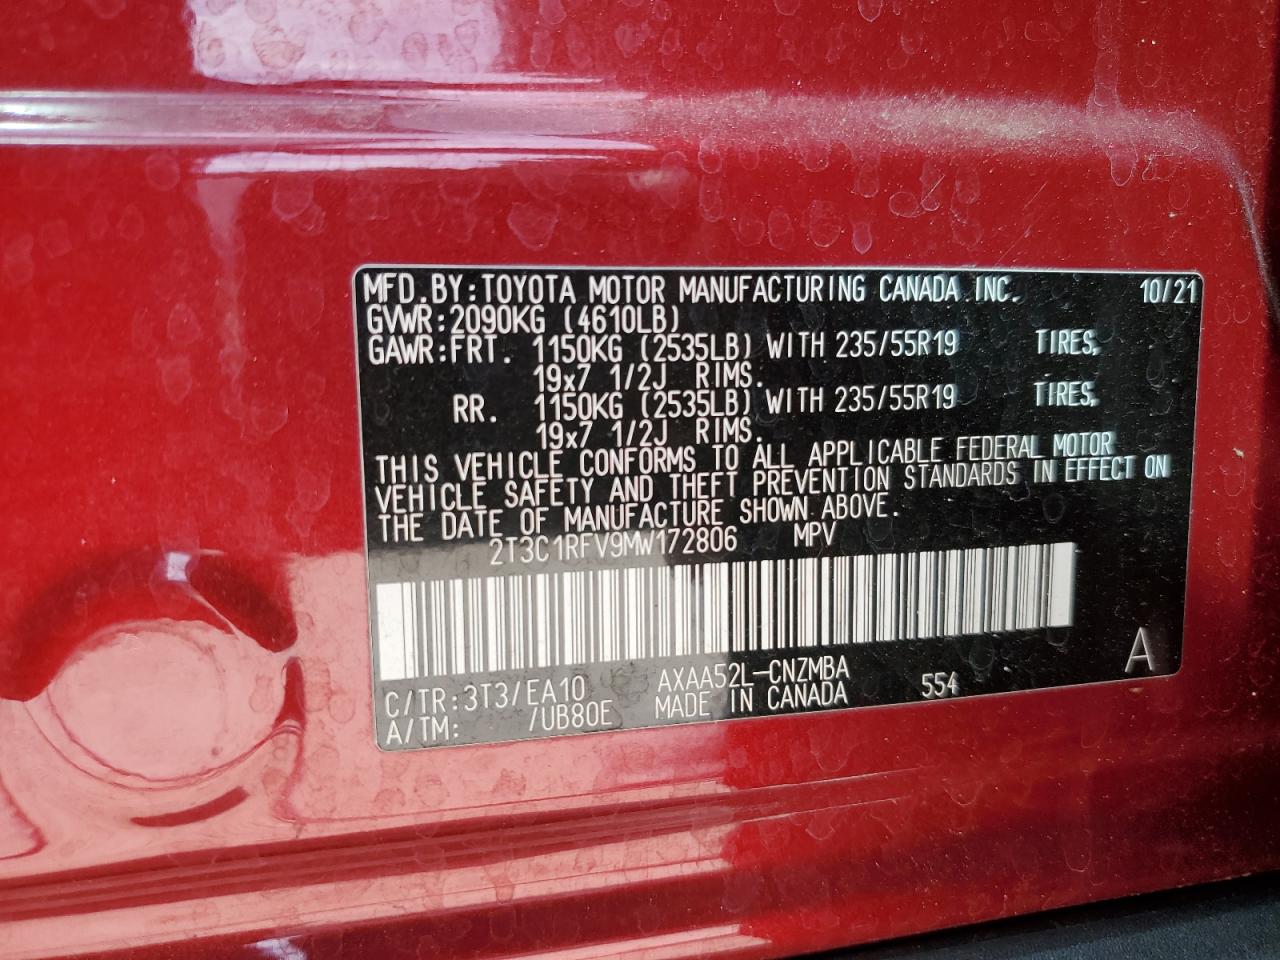 MFD.BY:TOYOTA MOTOR MANUFACTURING CANADA INC. 10/21
GVWR:2090KG (4610LB)
GAWR:FRT. 1150KG (2535LB) WITH 235/55R19 TIRES,
19x7 1/2J RIMS.
RR. 1150KG (2535LB) WITH 235/55R19 TIRES,
19x7 1/2J RIMS.
THIS VEHICLE CONFORMS TO ALL APPLICABLE FEDERAL MOTOR
VEHICLE SAFETY AND THEFT PREVENTION STANDARDS IN EFFECT ON
THE DATE OF MANUFACTURE SHOWN ABOVE.
2T3C1RFV9MW172806 MPV
C/TR:3T3/EA10 AXAA52L-CNZMBA 554 A
A/TM: /UB80E MADE IN CANADA